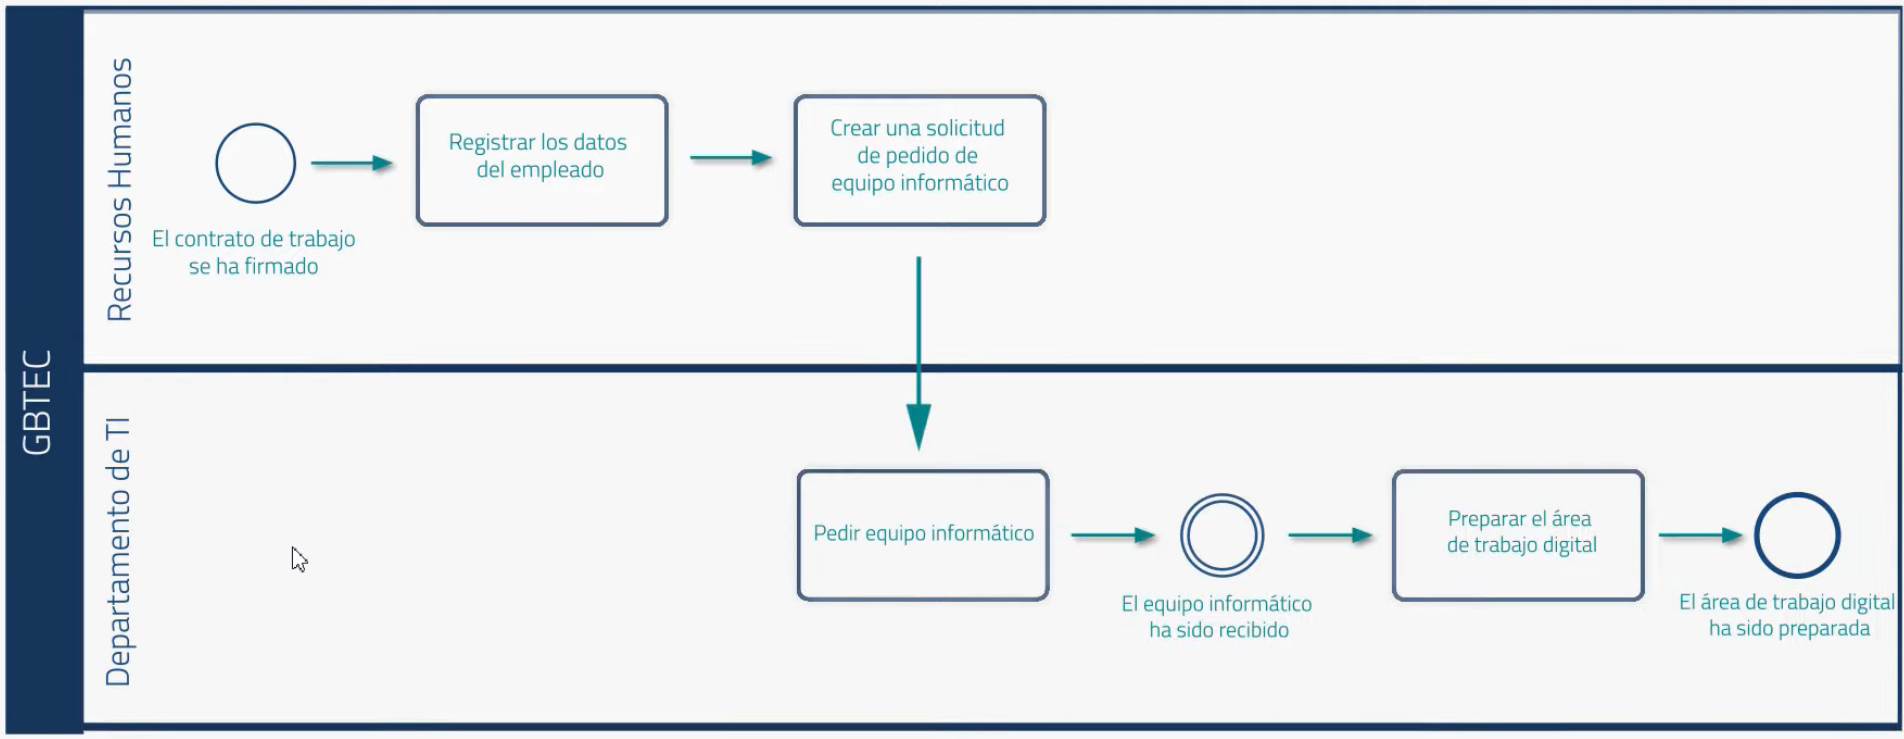 GBTEC
Recursos Humanos
El contrato de trabajo
se ha firmado
Registrar los datos
del empleado
Crear una solicitud
de pedido de
equipo informático
Departamento de TI
Pedir equipo informático
El equipo informático
ha sido recibido
Preparar el área
de trabajo digital
El área de trabajo digital
ha sido preparada